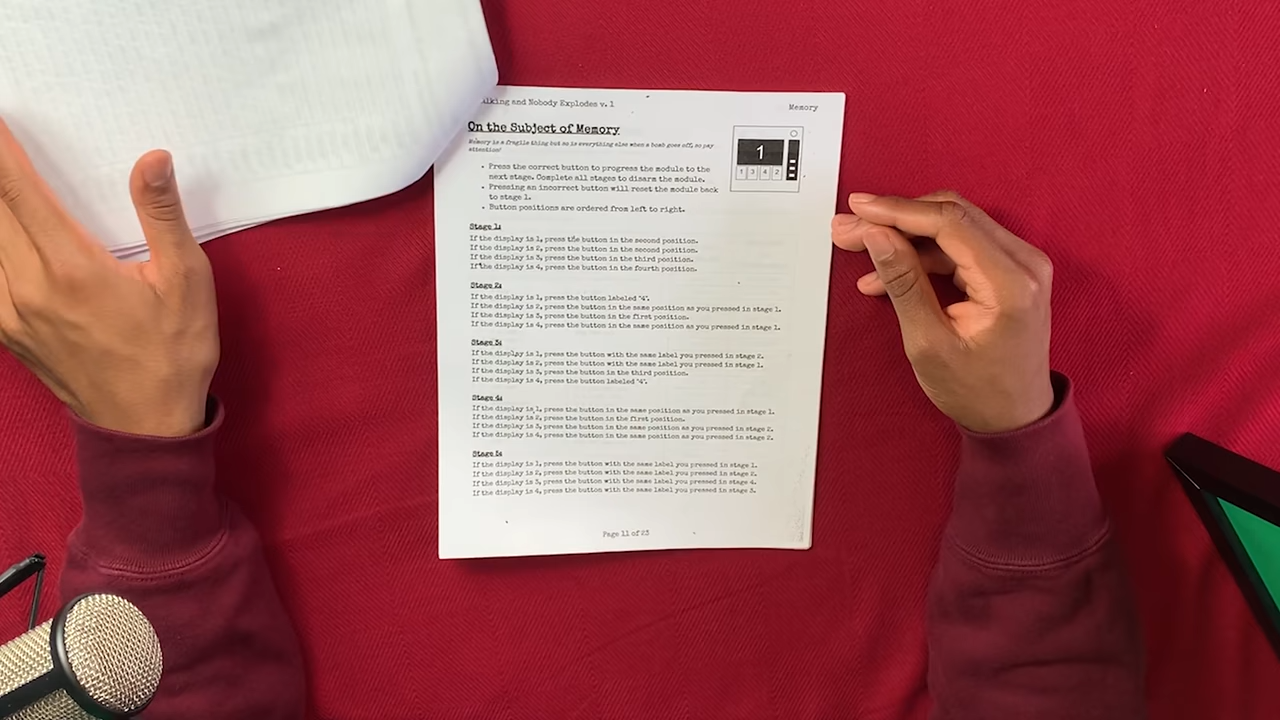 lking and Nobody Explodes v. 1
Memory
On the Subject of Memory
Memory is a fragile thing but so is everything else when a bomb goes off, so pay
attention!
1
1 3 4 2
• Press the correct button to progress the module to the
next stage. Complete all stages to disarm the module.
• Pressing an incorrect button will reset the module back
to stage 1.
• Button positions are ordered from left to right.
Stage 1:
If the display is 1, press the button in the second position.
If the display is 2, press the button in the second position.
If the display is 3, press the button in the third position.
If the display is 4, press the button in the fourth position.
Stage 2:
If the display is 1, press the button labeled "4".
If the display is 2, press the button in the same position as you pressed in stage 1.
If the display is 3, press the button in the first position.
If the display is 4, press the button in the same position as you pressed in stage 1.
Stage 3:
If the display is 1, press the button with the same label you pressed in stage 2.
If the display is 2, press the button with the same label you pressed in stage 1.
If the display is 3, press the button in the third position.
If the display is 4, press the button labeled "4".
Stage 4:
If the display is 1, press the button in the same position as you pressed in stage 1.
If the display is 2, press the button in the first position.
If the display is 3, press the button in the same position as you pressed in stage 2.
If the display is 4, press the button in the same position as you pressed in stage 2.
Stage 5:
If the display is 1, press the button with the same label you pressed in stage 1.
If the display is 2, press the button with the same label you pressed in stage 2.
If the display is 3, press the button with the same label you pressed in stage 4.
If the display is 4, press the button with the same label you pressed in stage 3.
Page 11 of 23